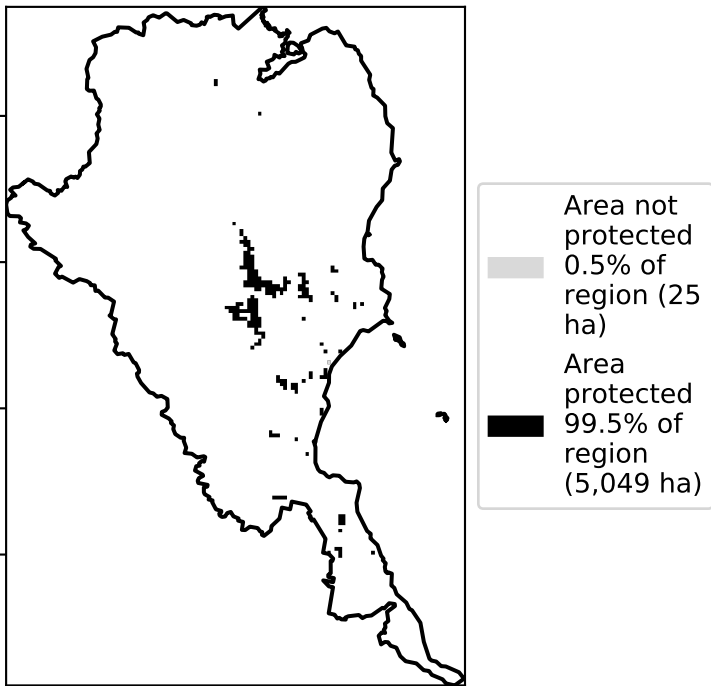 Area not
protected
0.5% of
region (25
ha)
Area
protected
99.5% of
region
(5,049 ha)